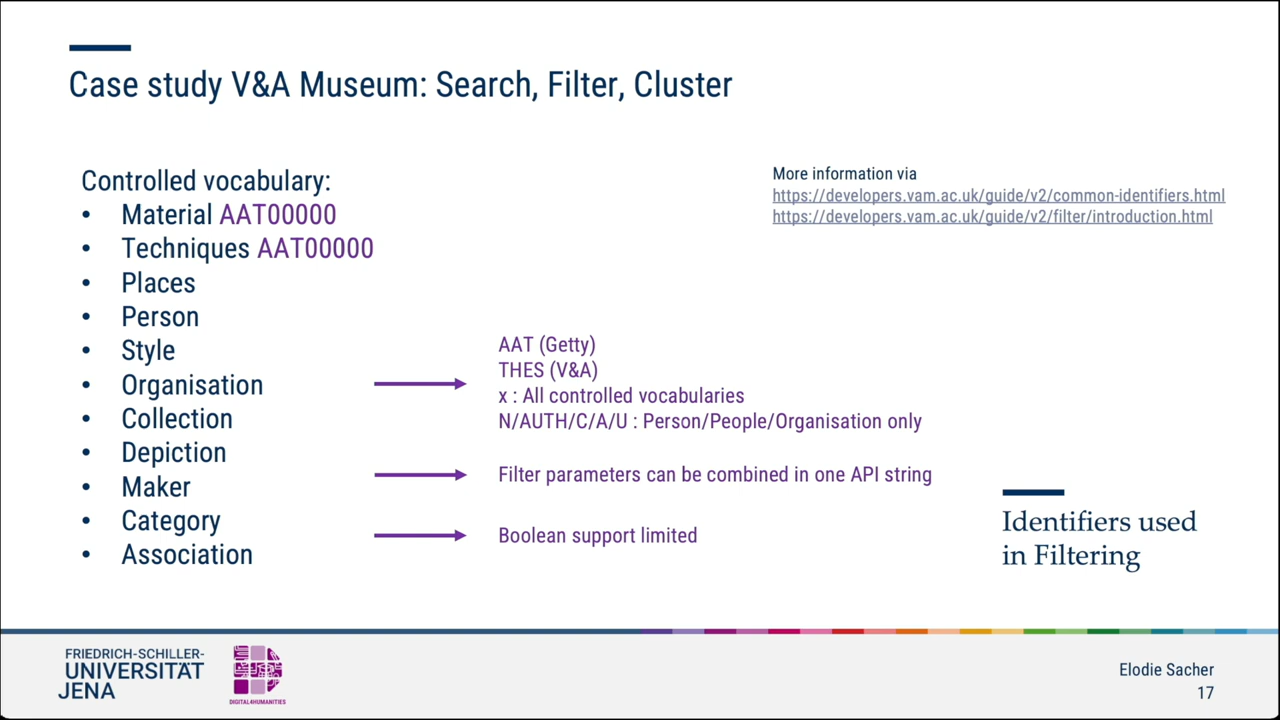 Case study V&A Museum: Search, Filter, Cluster
Controlled vocabulary:
• Material AAT00000
• Techniques AAT00000
• Places
• Person
• Style
• Organisation
• Collection
• Depiction
• Maker
• Category
• Association
More information via
https://developers.vam.ac.uk/guide/v2/common-identifiers.html
https://developers.vam.ac.uk/guide/v2/filter/introduction.html
AAT (Getty)
THES (V&A)
x : All controlled vocabularies
N/AUTH/C/A/U : Person/People/Organisation only
Filter parameters can be combined in one API string
Boolean support limited
Identifiers used
in Filtering
FRIEDRICH-SCHILLER-
UNIVERSITÄT
JENA
DIGITAL4HUMANITIES
Elodie Sacher
17